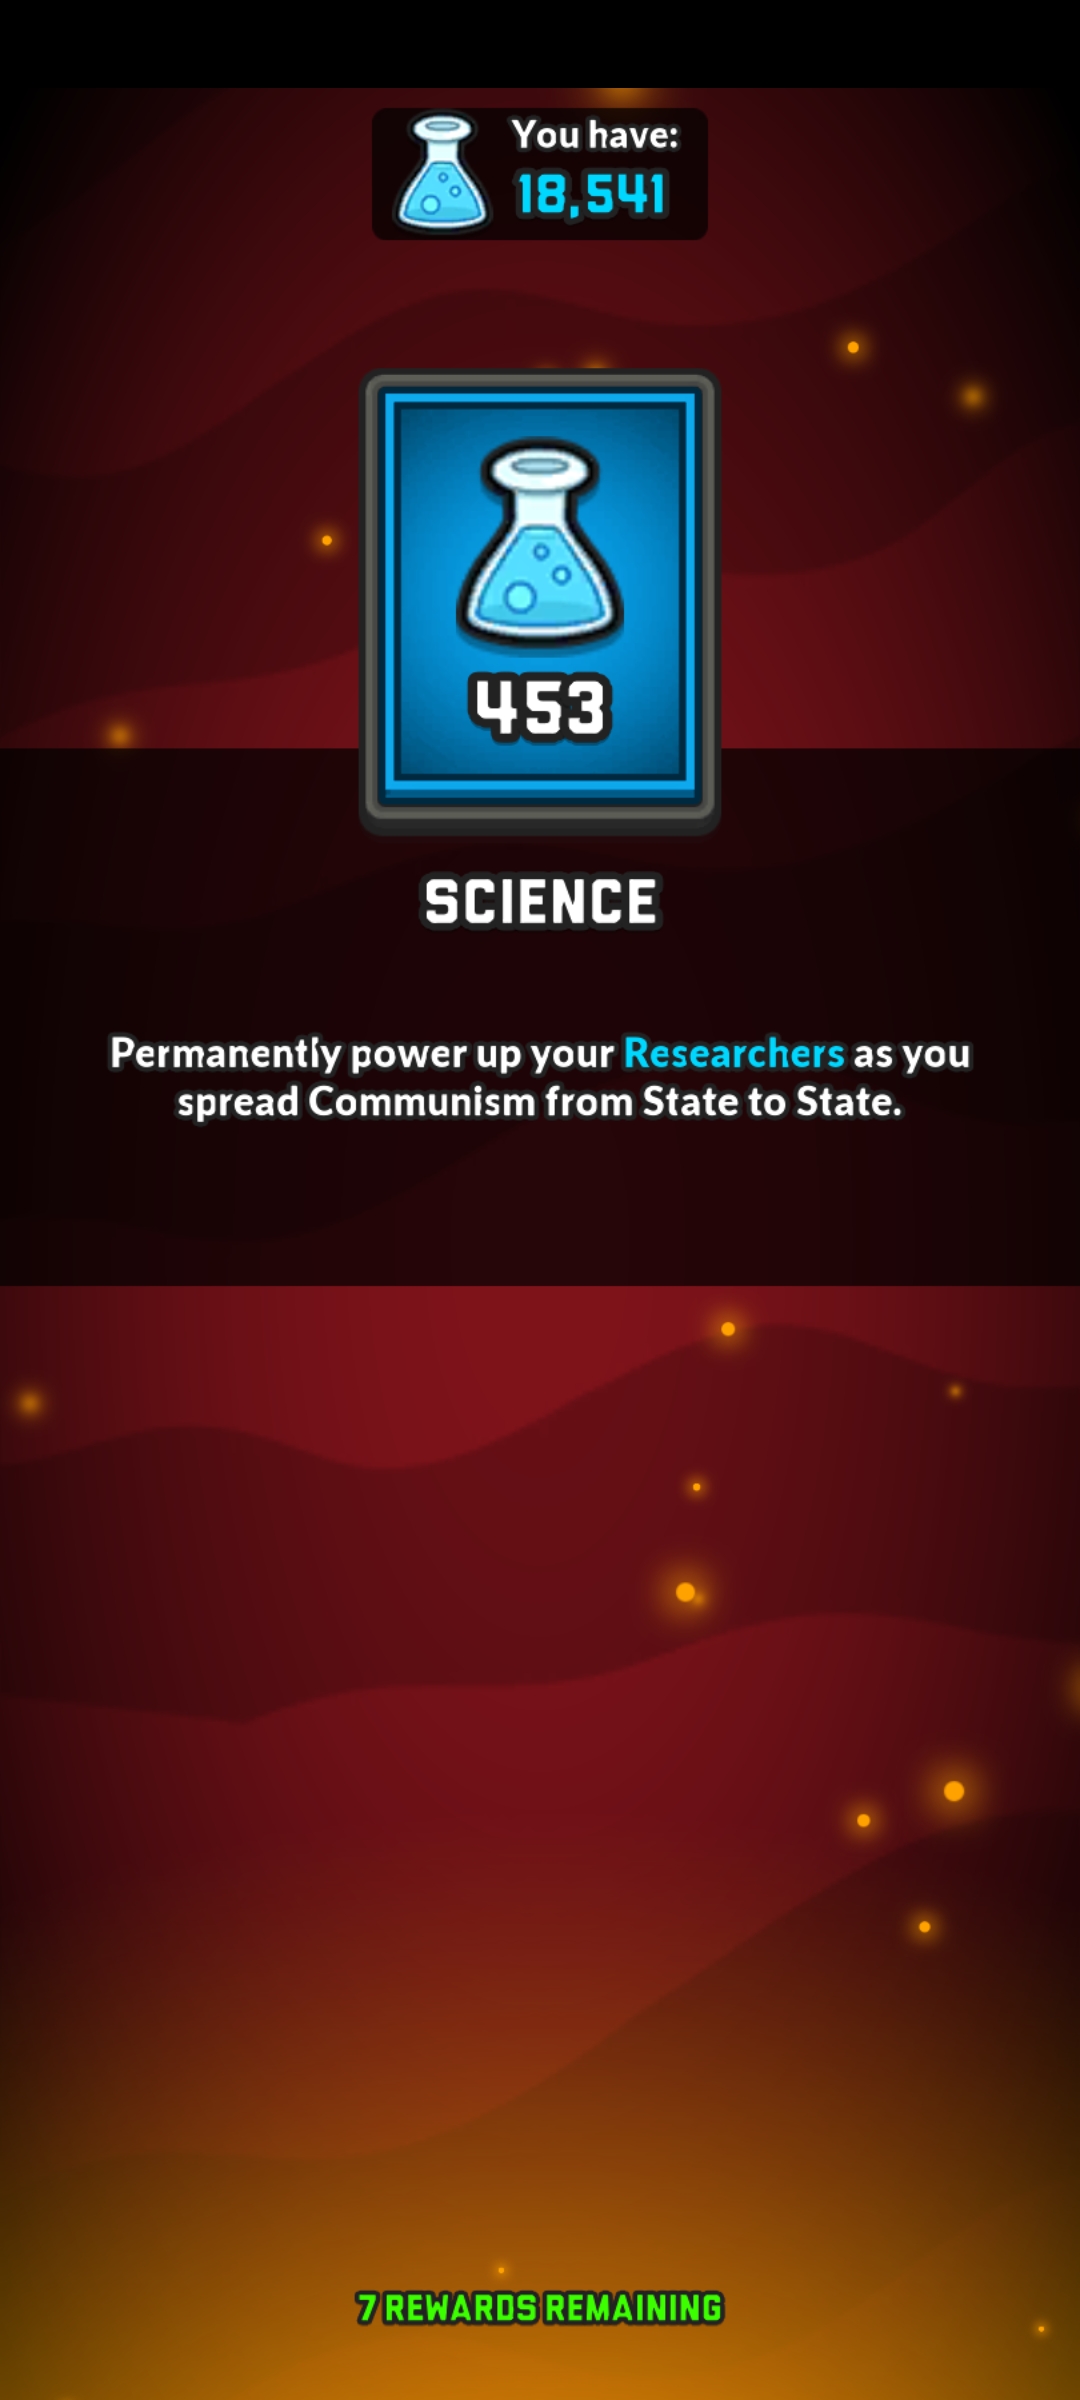 You have:
18,541
453
SCIENCE
Permanently power up your Researchers as you
spread Communism from State to State.
7 REWARDS REMAINING